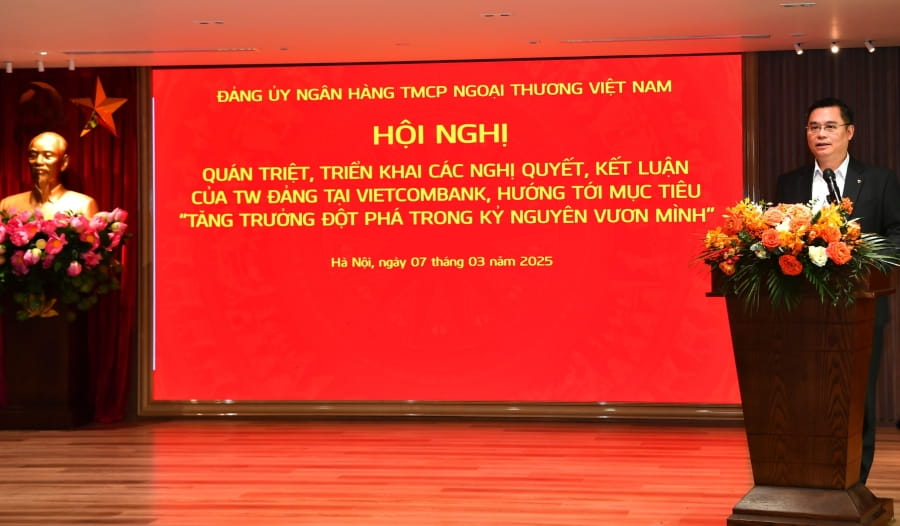 ĐẢNG ỦY NGÂN HÀNG TMCP NGOẠI THƯƠNG VIỆT NAM
HỘI NGHỊ
QUÁN TRIỆT, TRIỂN KHAI CÁC NGHỊ QUYẾT, KẾT LUẬN
CỦA TW ĐẢNG TẠI VIETCOMBANK, HƯỚNG TỚI MỤC TIÊU
“TĂNG TRƯỞNG ĐỘT PHÁ TRONG KỶ NGUYÊN VƯƠN MÌNH”
Hà Nội, ngày 07 tháng 03 năm 2025